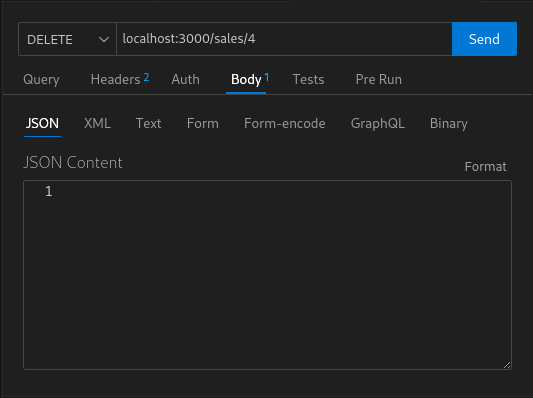 DELETE localhost:3000/sales/4 Send
Query Headers 2 Auth Body 1 Tests Pre Run
JSON XML Text Form Form-encode GraphQL Binary
JSON Content
Format
1